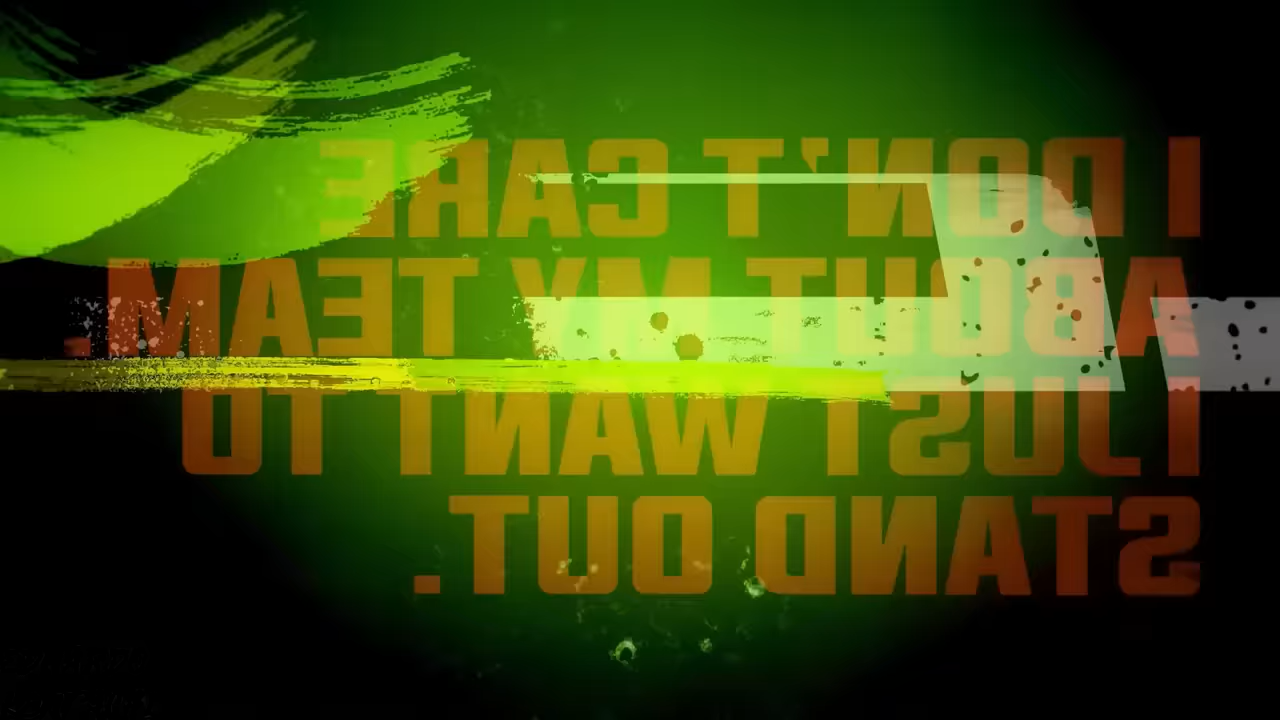 I DON'T CARE
ABOUT MY TEAM.
I JUST WANT TO
STAND OUT.